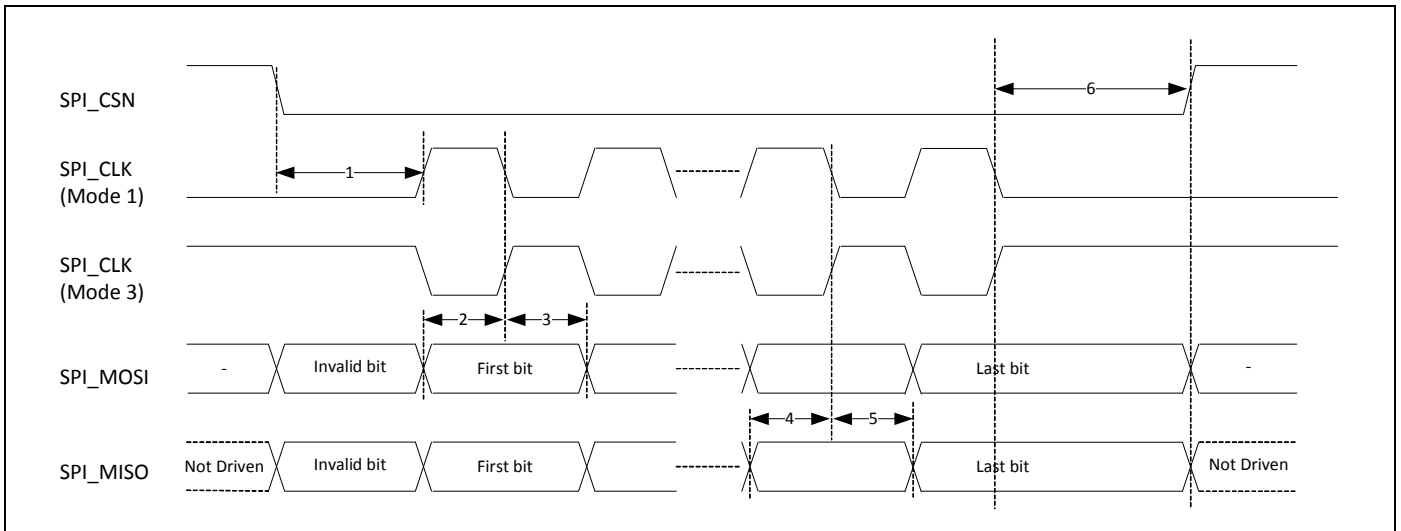 SPI_CSN
6
SPI_CLK
(Mode 1)
1
SPI_CLK
(Mode 3)
2 3
SPI_MOSI - Invalid bit First bit Last bit -
4 5
SPI_MISO Not Driven Invalid bit First bit Last bit Not Driven